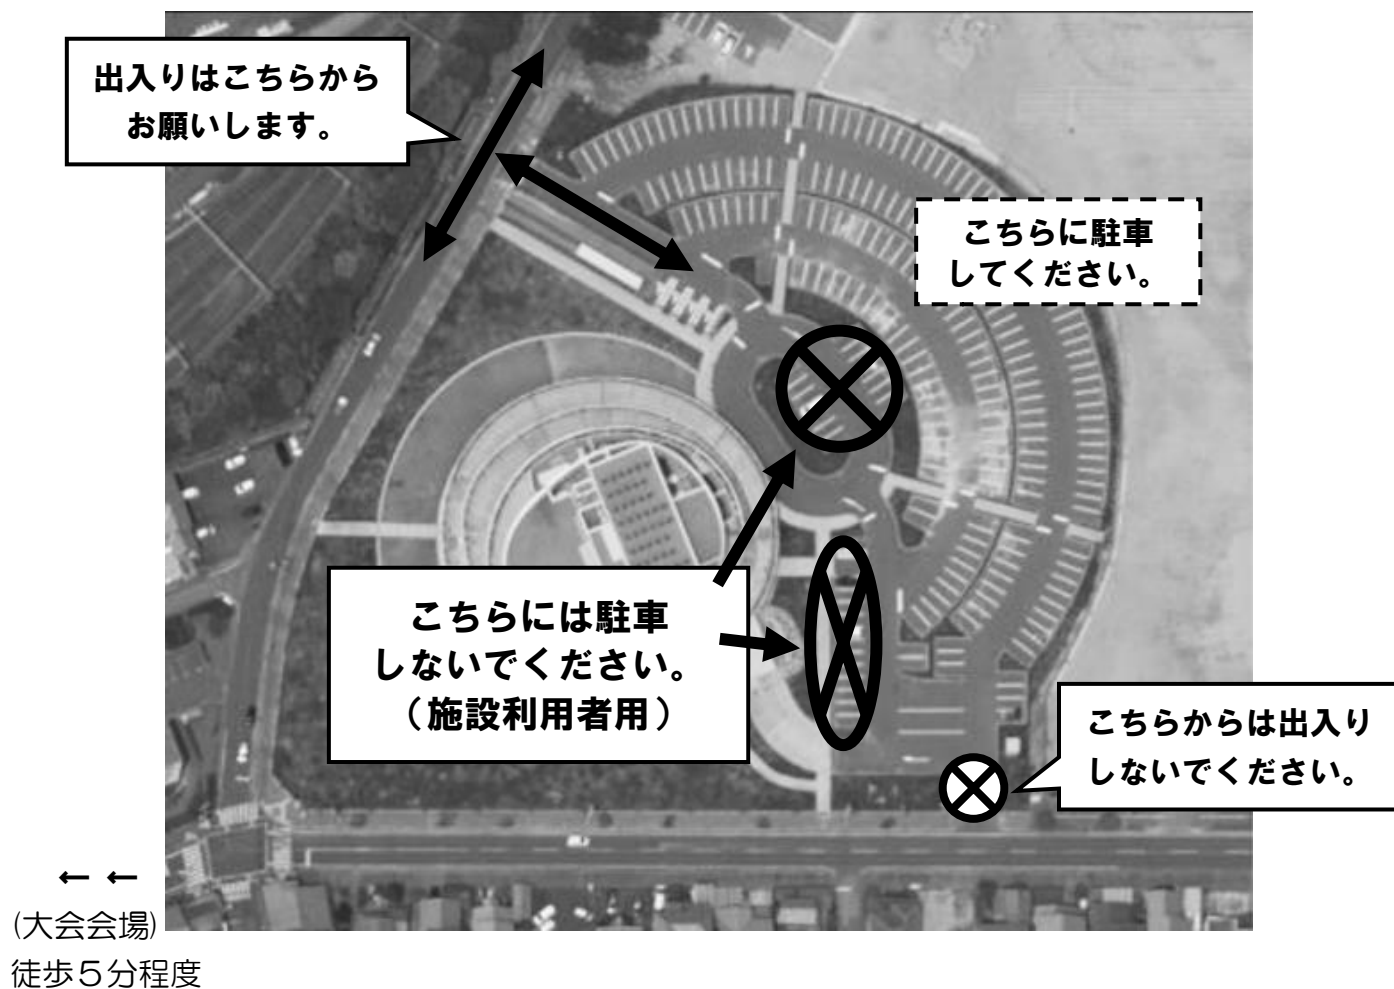 出入りはこちらから
お願いします。
こちらに駐車
してください。
こちらには駐車
しないでください。
（施設利用者用）
こちらからは出入り
しないでください。
←←
(大会会場)
徒歩５分程度